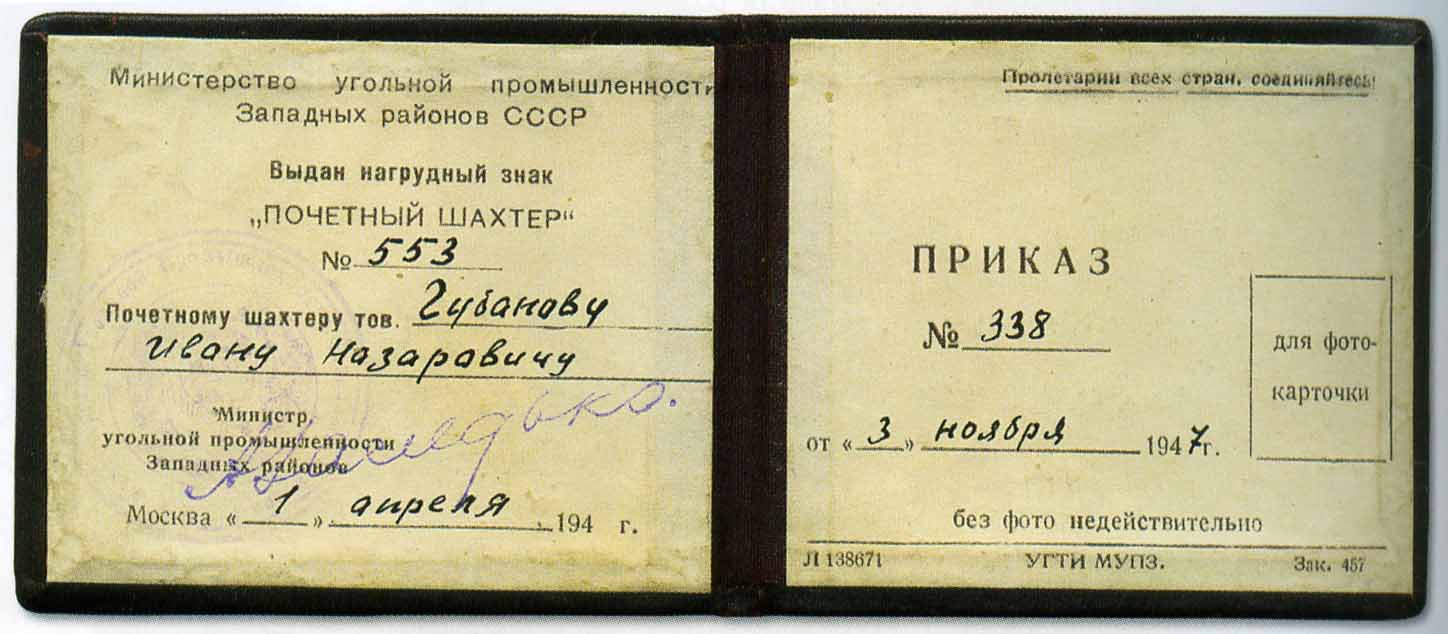 Министерство угольной промышленности
Западных районов СССР
Выдан нагрудный знак
„ПОЧЕТНЫЙ ШАХТЕР“
№ 553
Почетному шахтеру тов. Губанову
Ивану Назаровичу
Министр
угольной промышленности
Западных районов
Москва « 1 » апреля 194 г.
Пролетарии всех стран, соединяйтесь!
ПРИКАЗ
№ 338
от « 3 » ноября 1947 г.
для фото-
карточки
без фото недействительно
Л 138671 УГТИ МУПЗ. Зак. 457